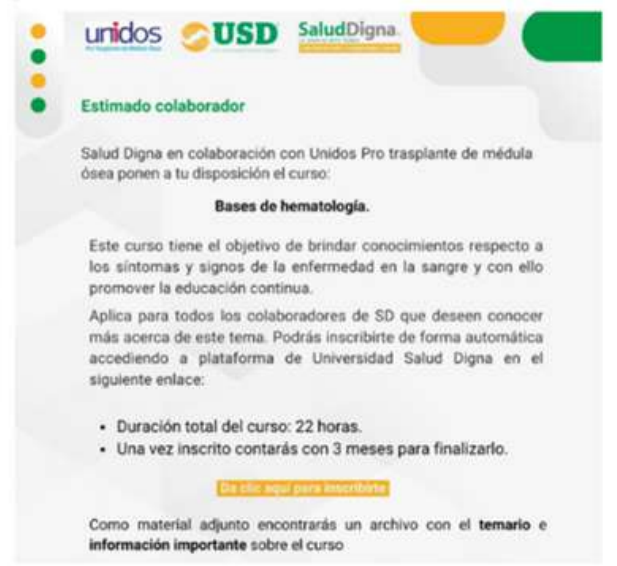 unidos
USD
SaludDigna.
Estimado colaborador
Salud Digna en colaboración con Unidos Pro trasplante de médula
ósea ponen a tu disposición el curso:
Bases de hematología.
Este curso tiene el objetivo de brindar conocimientos respecto a
los síntomas y signos de la enfermedad en la sangre y con ello
promover la educación continua.
Aplica para todos los colaboradores de SD que deseen conocer
más acerca de este tema. Podrás inscribirte de forma automática
accediendo a plataforma de Universidad Salud Digna en el
siguiente enlace:
• Duración total del curso: 22 horas.
• Una vez inscrito contarás con 3 meses para finalizarlo.
Da clic aquí para inscribirte
Como material adjunto encontrarás un archivo con el temario e
información importante sobre el curso